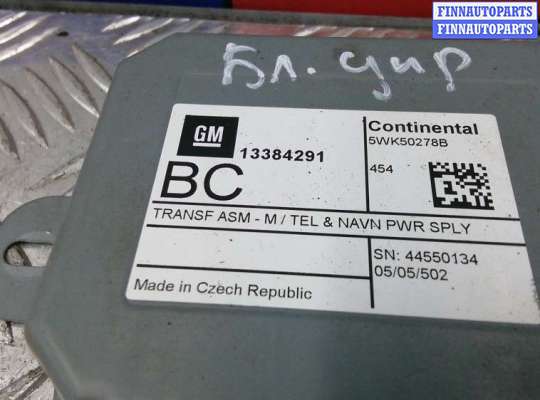 FINNAUTOPARTS
FINNAUTOPARTS
Бл. цир
GM
13384291
Continental
5WK50278B
BC
454
TRANSF ASM - M / TEL & NAVN PWR SPLY
SN: 44550134
05/05/502
Made in Czech Republic